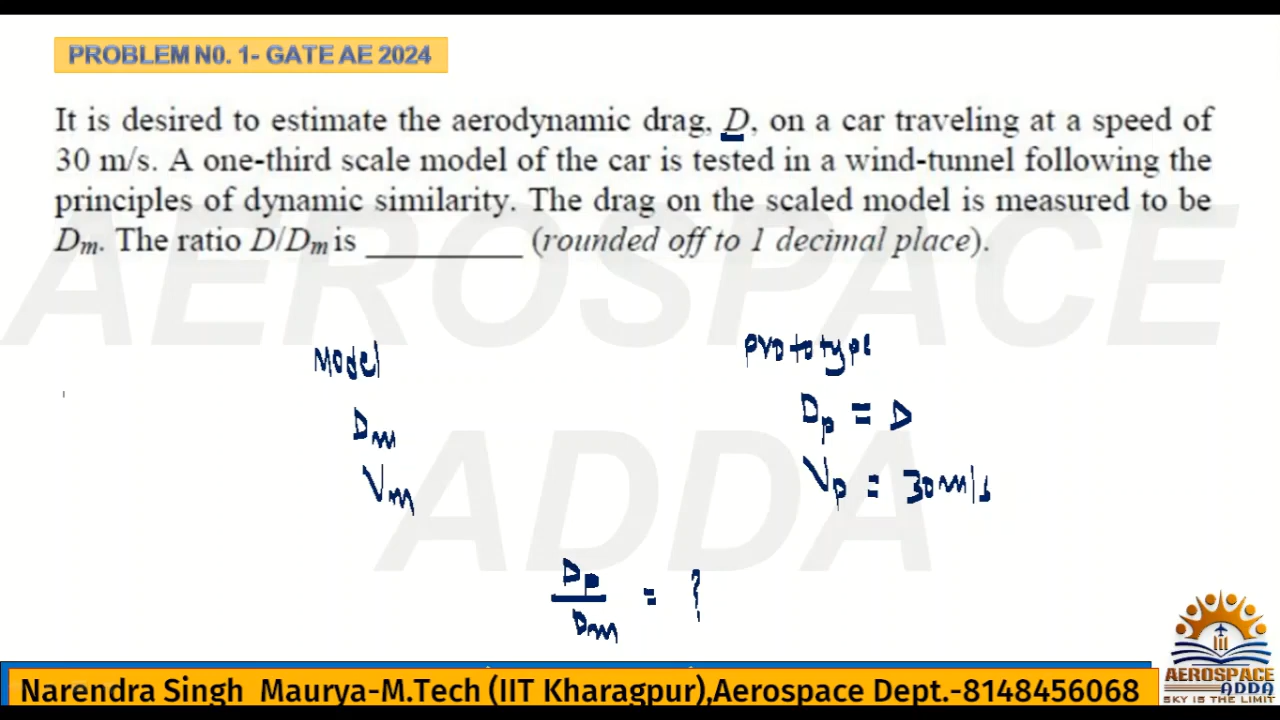 PROBLEM N0. 1- GATE AE 2024
It is desired to estimate the aerodynamic drag, D, on a car traveling at a speed of
30 m/s. A one-third scale model of the car is tested in a wind-tunnel following the
principles of dynamic similarity. The drag on the scaled model is measured to be
Dm. The ratio D/Dm is __________ (rounded off to 1 decimal place).
AEROSPACE
ADDA
Model
Prototype
Dm
Dp = D
Vm
Vp = 30 m/s
Dp
Dm
= ?
Narendra Singh Maurya-M.Tech (IIT Kharagpur),Aerospace Dept.-8148456068
AEROSPACE
ADDA
SKY IS THE LIMIT